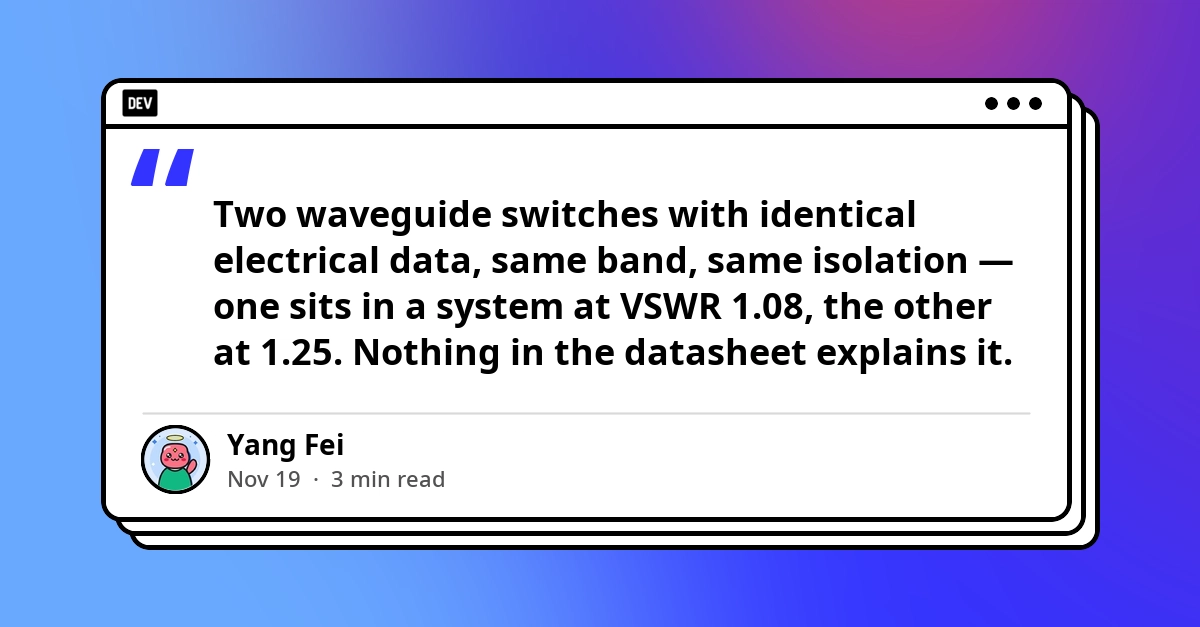 DEV
Two waveguide switches with identical
electrical data, same band, same isolation —
one sits in a system at VSWR 1.08, the other
at 1.25. Nothing in the datasheet explains it.
Yang Fei
Nov 19 · 3 min read